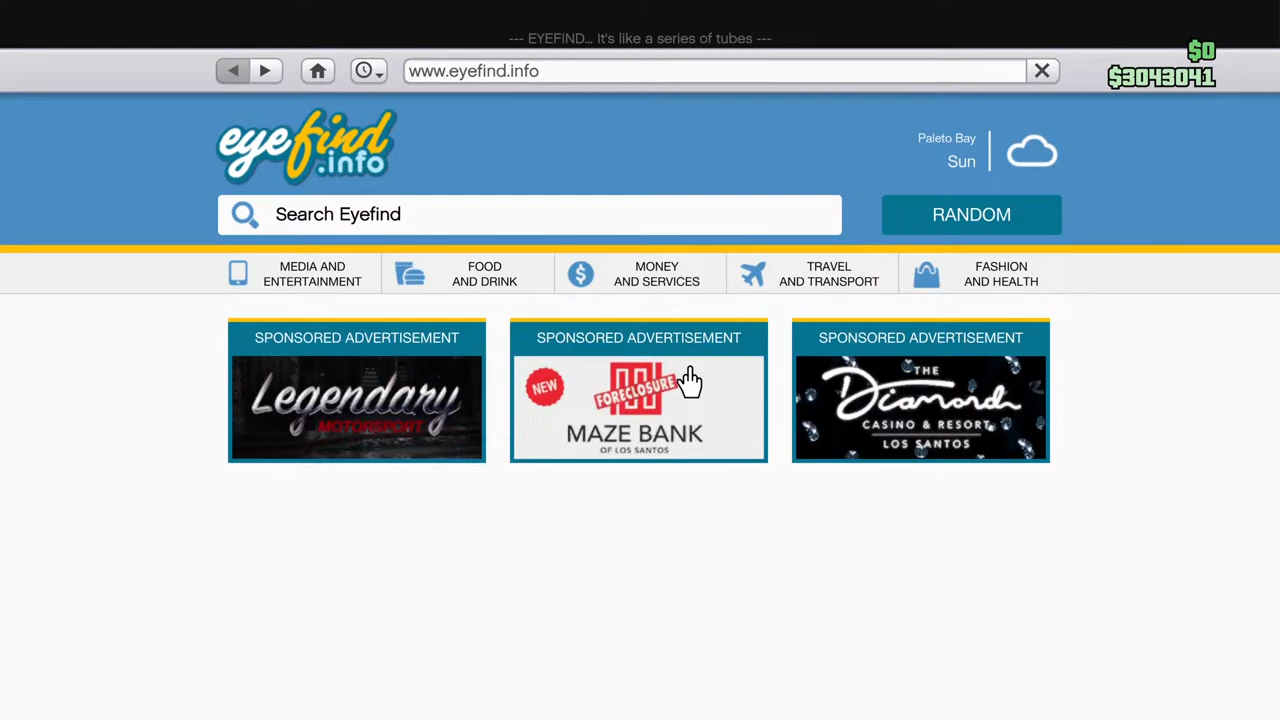 --- EYEFIND... It's like a series of tubes ---
$0
www.eyefind.info
$3043041
eyefind
.info
Paleto Bay
Sun
Search Eyefind
RANDOM
MEDIA AND
ENTERTAINMENT
FOOD
AND DRINK
MONEY
AND SERVICES
TRAVEL
AND TRANSPORT
FASHION
AND HEALTH
SPONSORED ADVERTISEMENT
Legendary
MOTORSPORT
SPONSORED ADVERTISEMENT
NEW
FORECLOSURE
MAZE BANK
OF LOS SANTOS
SPONSORED ADVERTISEMENT
THE
Diamond
CASINO & RESORT
LOS SANTOS